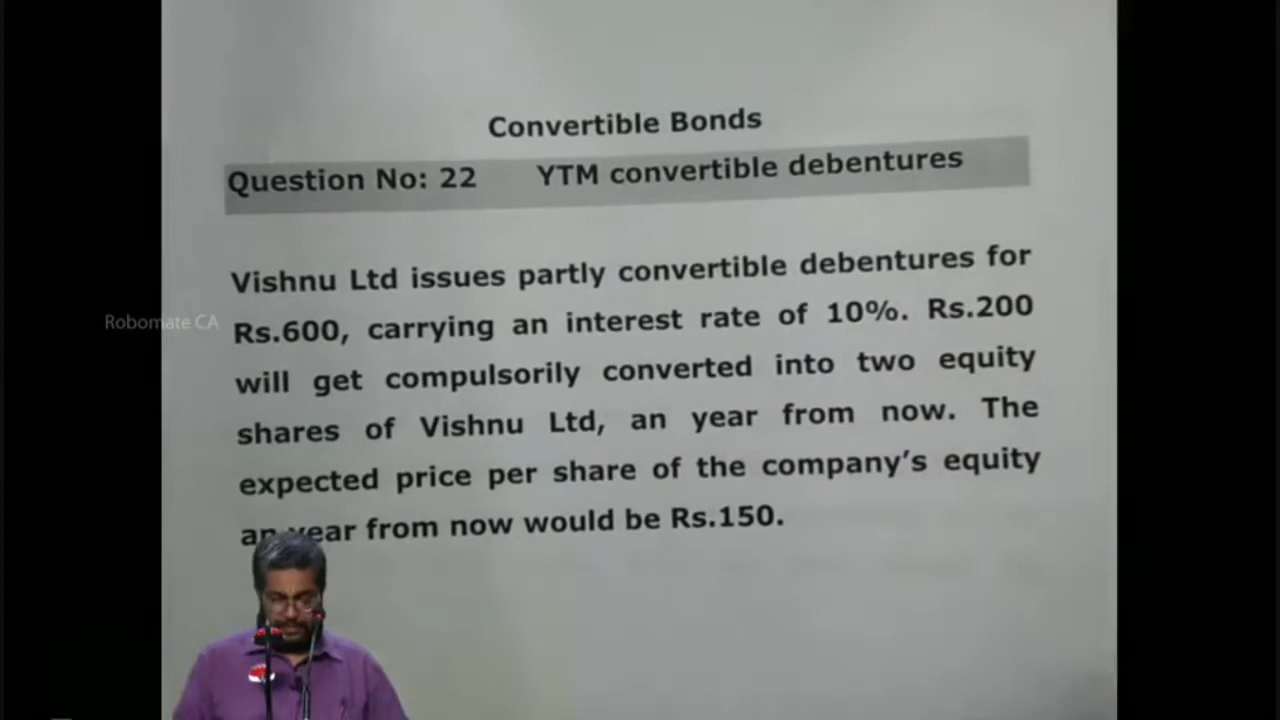 Convertible Bonds
Question No: 22 YTM convertible debentures
Vishnu Ltd issues partly convertible debentures for
Rs.600, carrying an interest rate of 10%. Rs.200
will get compulsorily converted into two equity
shares of Vishnu Ltd, an year from now. The
expected price per share of the company's equity
an year from now would be Rs.150.
Robomate CA